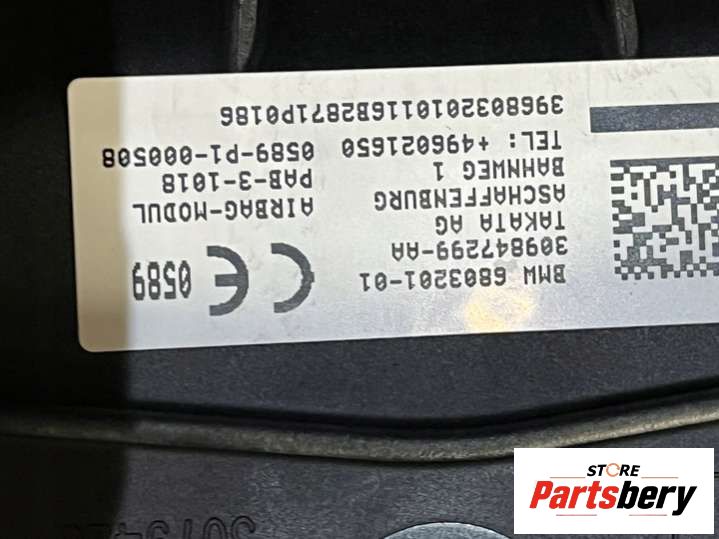 BMW 6803201-01
309847299-AA
TAKATA AG
ASCHAFFENBURG
BAHNWEG 1
TEL: +496021650
3968032010116B2871P0186
CE 0589
AIRBAG-MODUL
PAB-3-1018
0589-P1-000508
STORE
Partsbery